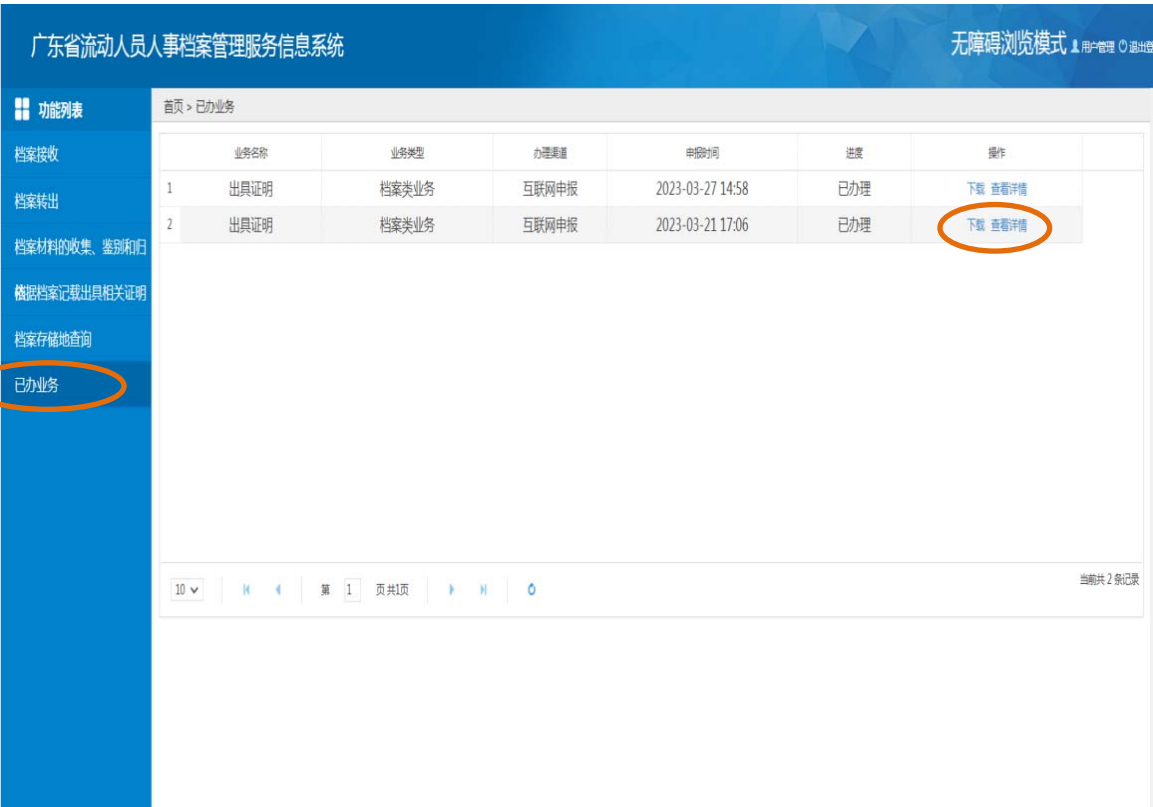 广东省流动人员人事档案管理服务信息系统
无障碍浏览模式 用户管理 退出登
功能列表
首页 > 已办业务
档案接收
档案转出
档案材料的收集、鉴别和归
依据档案记载出具相关证明
档案存储地查询
已办业务
业务名称 业务类型 办理渠道 申报时间 进度 操作
1 出具证明 档案类业务 互联网申报 2023-03-27 14:58 已办理 下载 查看详情
2 出具证明 档案类业务 互联网申报 2023-03-21 17:06 已办理 下载 查看详情
10 第 1 页 共1页
当前共 2 条记录